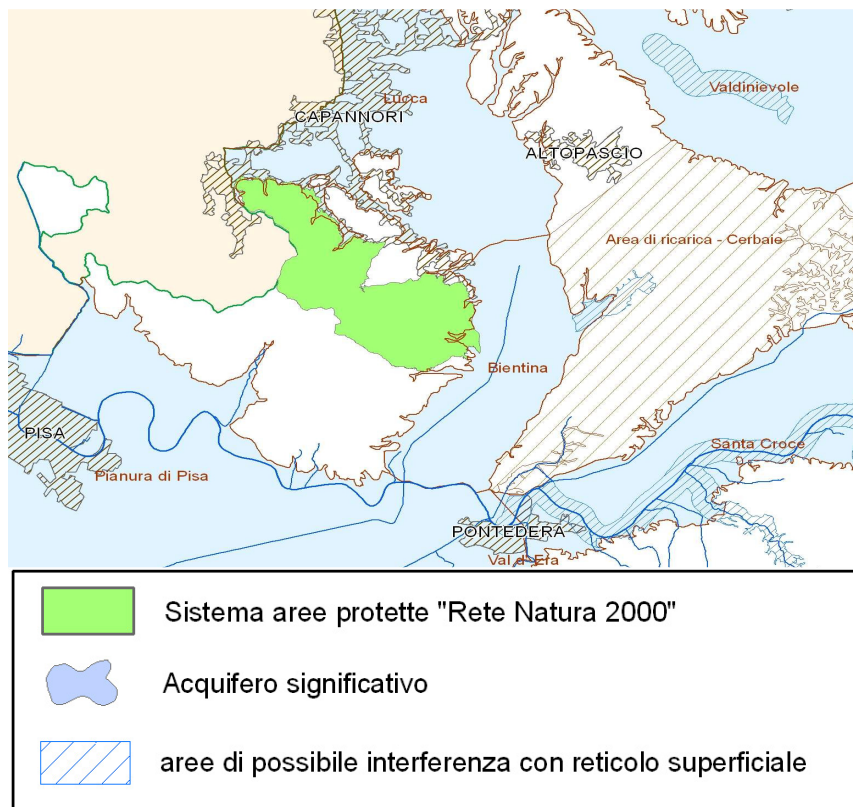 Valdinievole
Lucca
CAPANNORI
ALTOPASCIO
Area di ricarica - Cerbaie
Bientina
PISA
Santa Croce
Pianura di Pisa
PONTEDERA
Val d'Era
Sistema aree protette "Rete Natura 2000"
Acquifero significativo
aree di possibile interferenza con reticolo superficiale